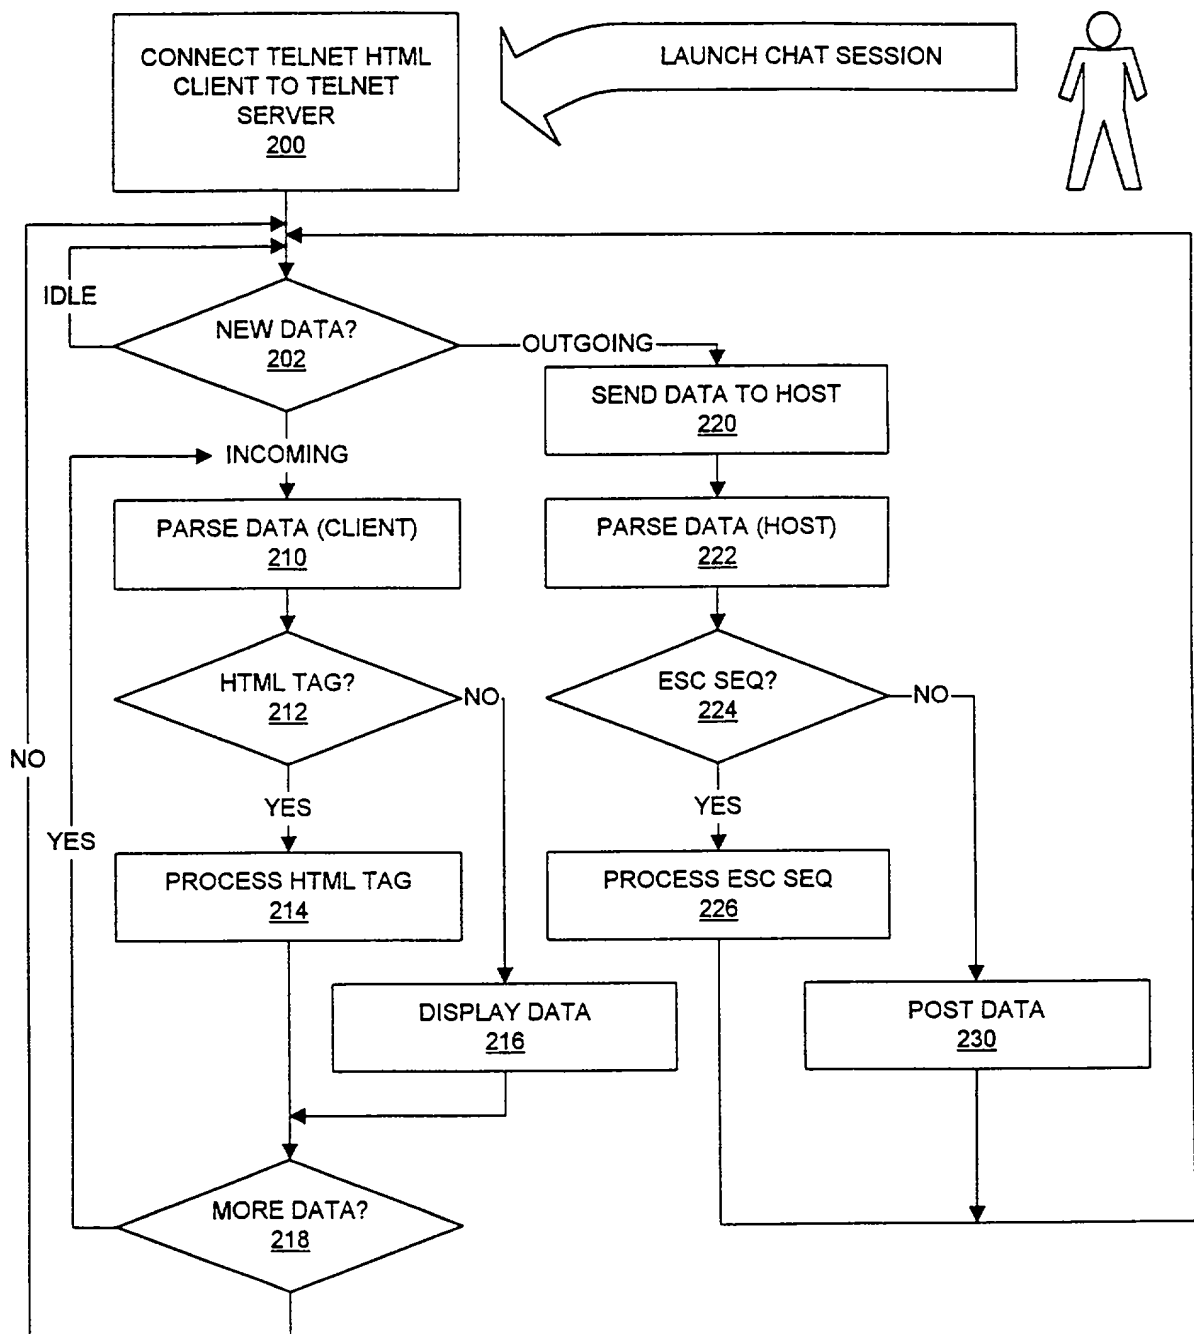 CONNECT TELNET HTML
CLIENT TO TELNET
SERVER
200
LAUNCH CHAT SESSION
IDLE
NEW DATA?
202
OUTGOING
SEND DATA TO HOST
220
INCOMING
PARSE DATA (CLIENT)
210
PARSE DATA (HOST)
222
HTML TAG?
212
NO
ESC SEQ?
224
NO
NO
YES
YES
YES
PROCESS HTML TAG
214
PROCESS ESC SEQ
226
DISPLAY DATA
216
POST DATA
230
MORE DATA?
218